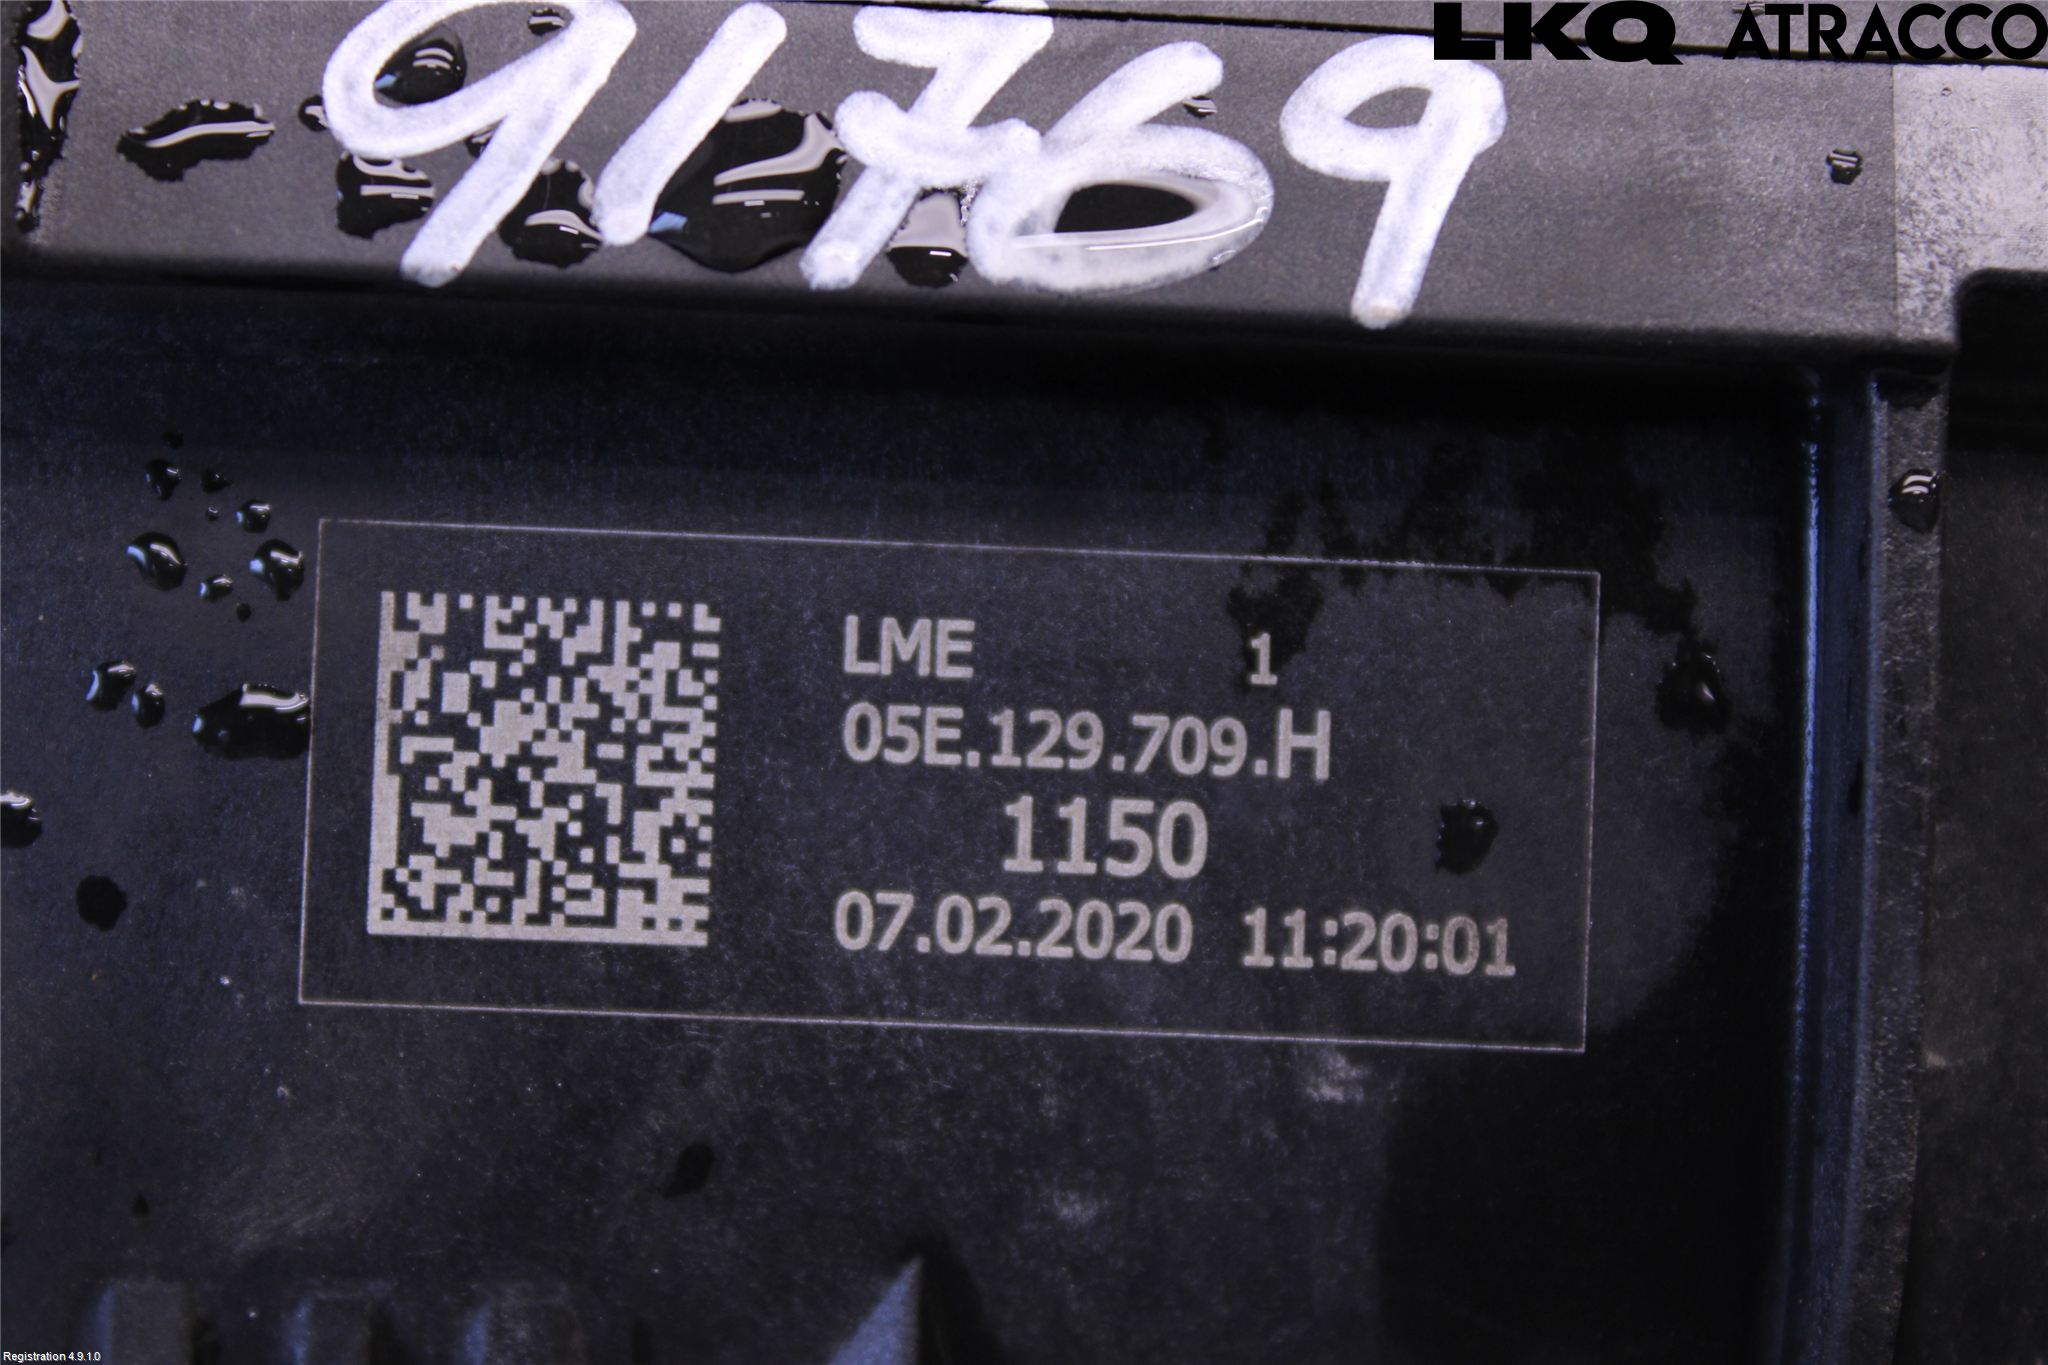 LKQ ATRACCO
91769
LME 1
05E.129.709.H
1150
07.02.2020 11:20:01
Registration 4.9.1.0